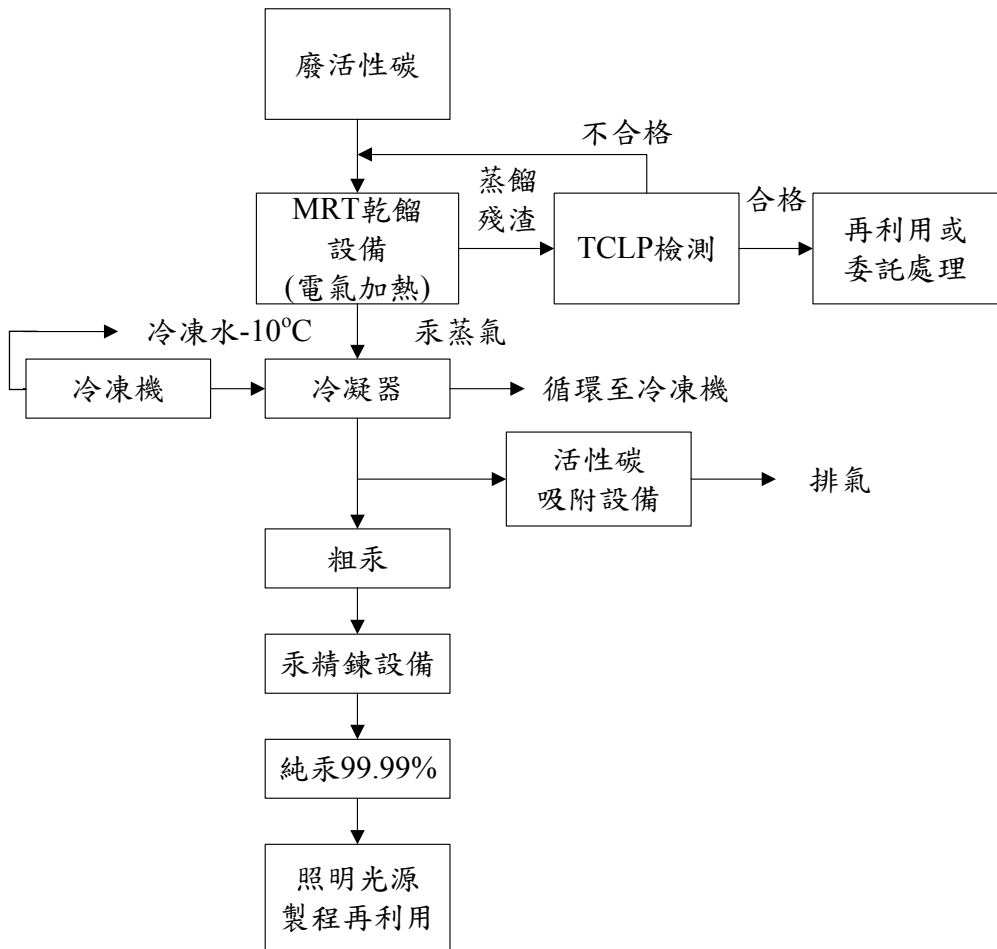 廢活性碳
不合格
蒸餾
殘渣
合格
MRT乾餾
設備
(電氣加熱)
TCLP檢測
再利用或
委託處理
冷凍水-10°C
汞蒸氣
冷凍機
冷凝器
循環至冷凍機
活性碳
吸附設備
排氣
粗汞
汞精鍊設備
純汞99.99%
照明光源
製程再利用